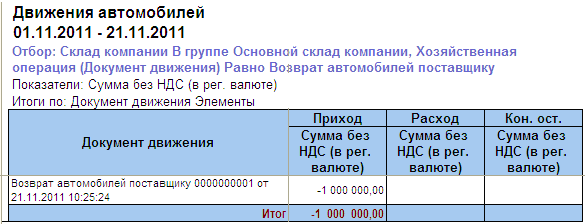 Движения автомобилей
01.11.2011 - 21.11.2011
Отбор: Склад компании В группе Основной склад компании, Хозяйственная
операция (Документ движения) Равно Возврат автомобилей поставщику
Показатели: Сумма без НДС (в рег. валюте)
Итоги по: Документ движения Элементы
Документ движения
Приход
Расход
Кон. ост.
Сумма без
НДС (в рег.
валюте)
Сумма без
НДС (в рег.
валюте)
Сумма без
НДС (в рег.
валюте)
Возврат автомобилей поставщику 0000000001 от
21.11.2011 10:25:24
-1 000 000,00
Итог
-1 000 000,00